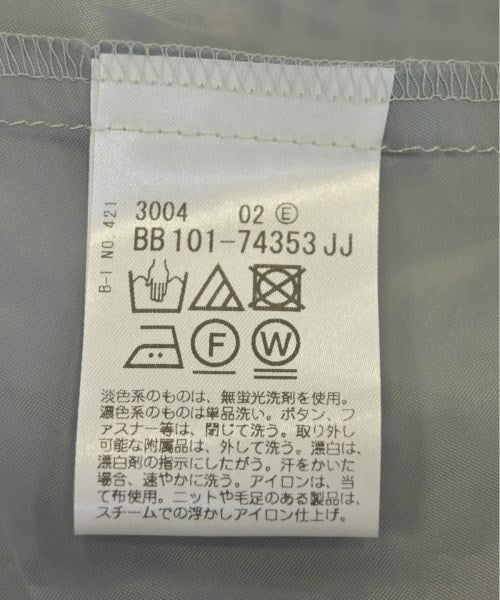 B-I NO. 421
3004 02 Ⓔ
BB101-74353JJ
Ⓕ Ⓦ
淡色系のものは、無蛍光洗剤を使用。
濃色系のものは単品洗い。ボタン、フ
ァスナー等は、閉じて洗う。取り外し
可能な附属品は、外して洗う。漂白は、
漂白剤の指示にしたがう。汗をかいた
場合、速やかに洗う。アイロンは、当
て布使用。ニットや毛足のある製品は、
スチームでの浮かしアイロン仕上げ。